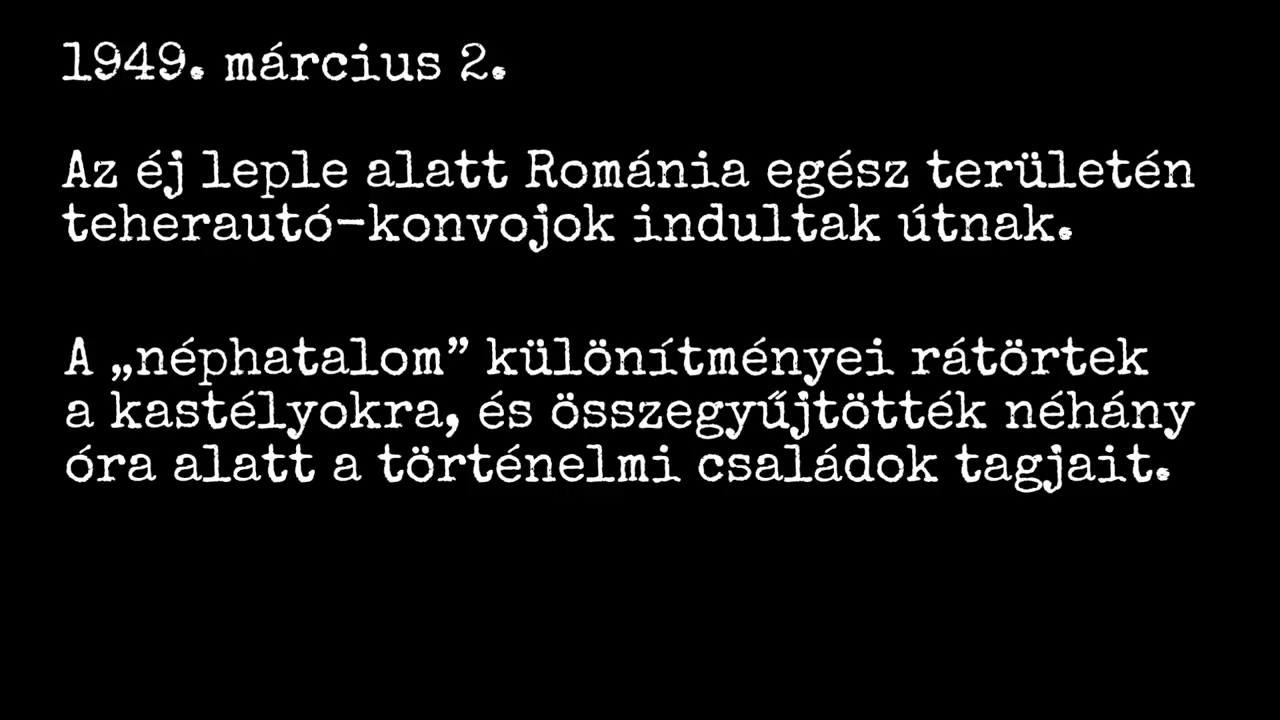 1949. március 2.
Az éj leple alatt Románia egész területén
teherautó-konvojok indultak útnak.
A „néphatalom” különítményei rátörtek
a kastélyokra, és összegyűjtötték néhány
óra alatt a történelmi családok tagjait.